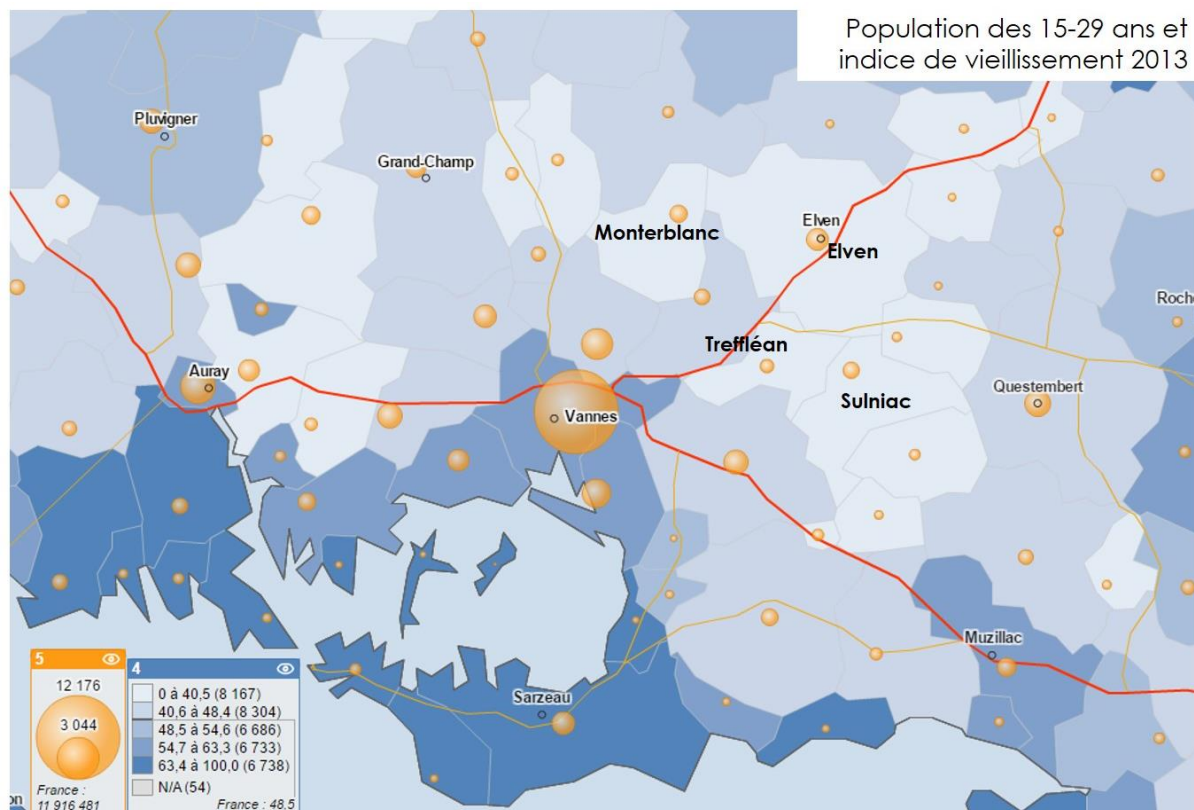 Population des 15-29 ans et
indice de vieillissement 2013
Pluvigner
Grand-Champ
Monterblanc
Elven
Elven
Roche
Treffléan
Auray
Vannes
Sulniac
Questembert
Muzillac
Sarzeau
5
12 176
3 044
France :
11 916 481
4
0 à 40,5 (8 167)
40,6 à 48,4 (8 304)
48,5 à 54,6 (6 686)
54,7 à 63,3 (6 733)
63,4 à 100,0 (6 738)
N/A (54)
France : 48,5
on